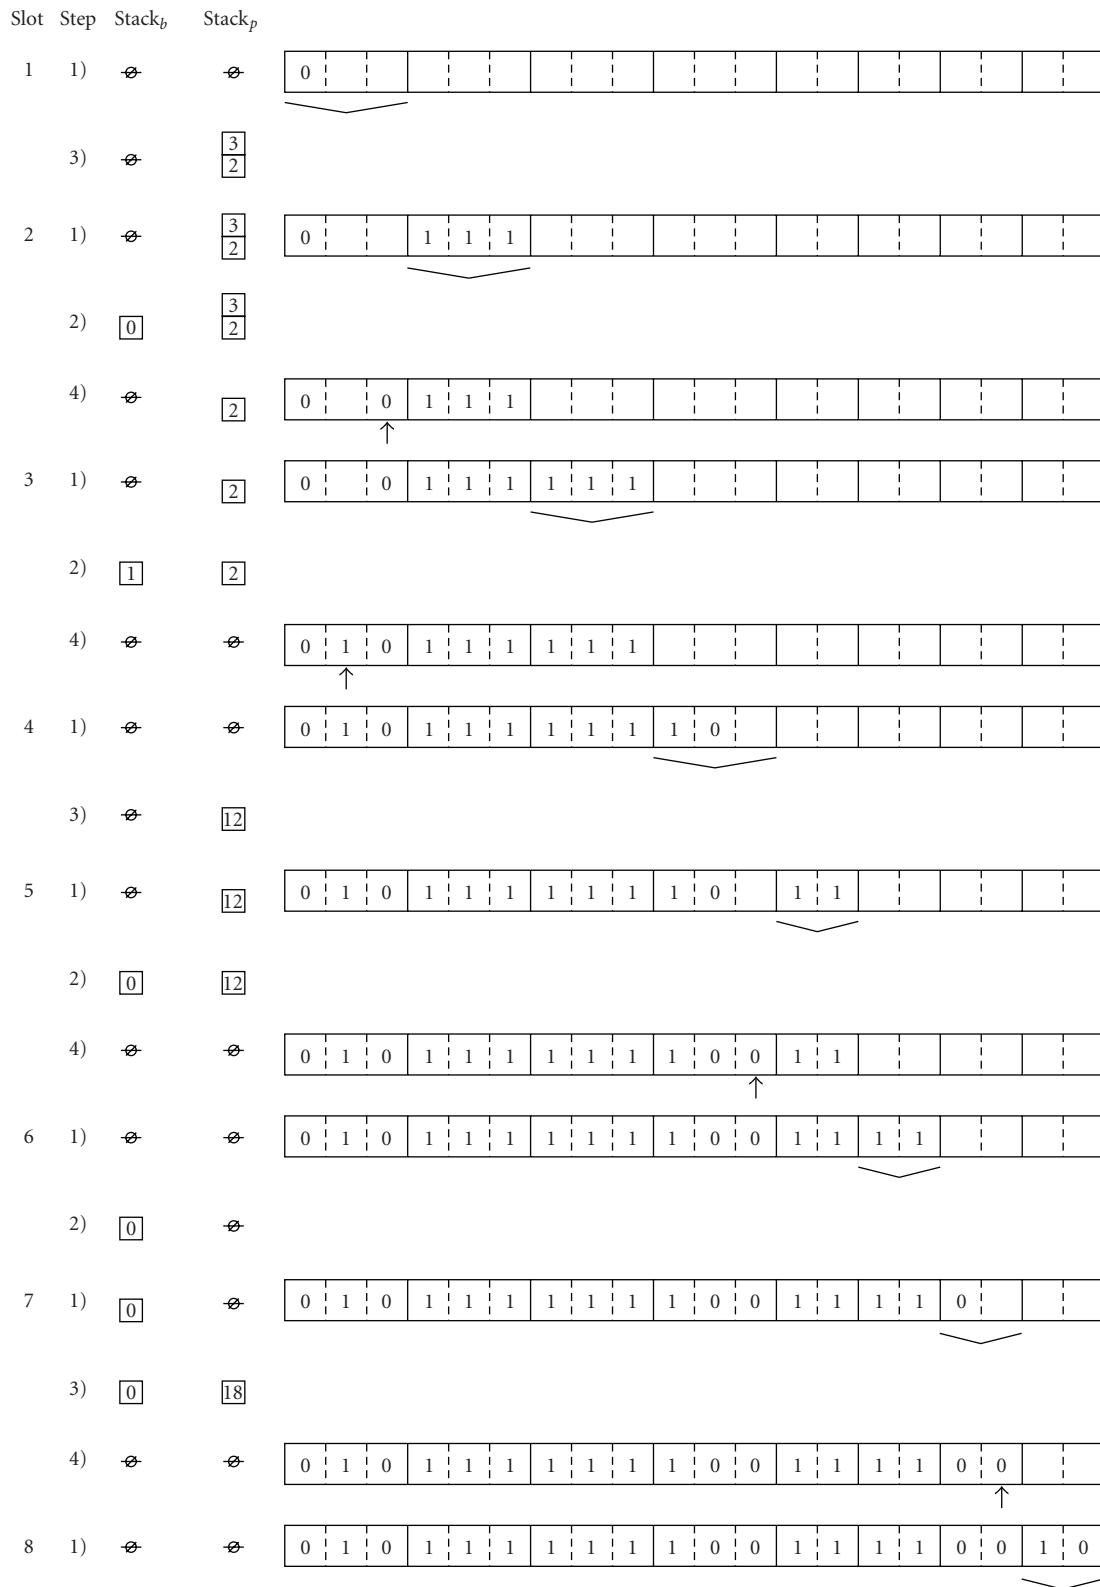 Slot Step Stack_b Stack_p
1 1) ∅ ∅ 0
3) ∅ 3
2
2 1) ∅ 3 0 1 1 1
2
2) 0 3
2
4) ∅ 2 0 0 1 1 1
↑
3 1) ∅ 2 0 0 1 1 1 1 1 1
2) 1 2
4) ∅ ∅ 0 1 0 1 1 1 1 1 1
↑
4 1) ∅ ∅ 0 1 0 1 1 1 1 1 1 1 0
3) ∅ 12
5 1) ∅ 12 0 1 0 1 1 1 1 1 1 1 0 1 1
2) 0 12
4) ∅ ∅ 0 1 0 1 1 1 1 1 1 1 0 0 1 1
↑
6 1) ∅ ∅ 0 1 0 1 1 1 1 1 1 1 0 0 1 1 1 1
2) 0 ∅
7 1) 0 ∅ 0 1 0 1 1 1 1 1 1 1 0 0 1 1 1 1 0
3) 0 18
4) ∅ ∅ 0 1 0 1 1 1 1 1 1 1 0 0 1 1 1 1 0 0
↑
8 1) ∅ ∅ 0 1 0 1 1 1 1 1 1 1 0 0 1 1 1 1 0 0 1 0